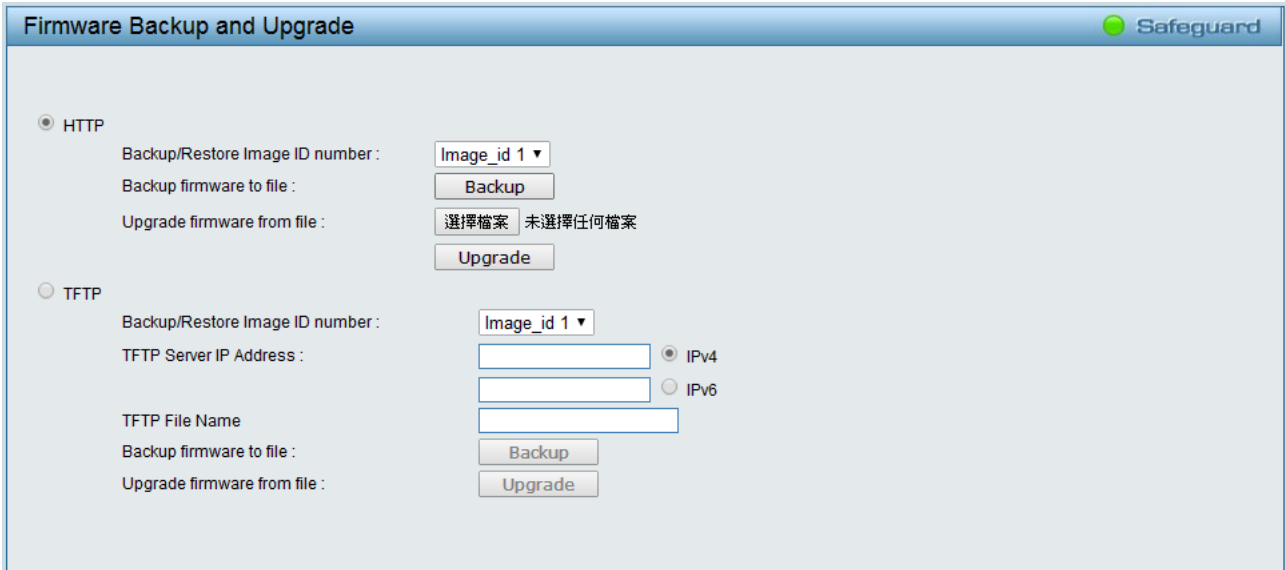 Firmware Backup and Upgrade Safeguard
HTTP
Backup/Restore Image ID number : Image_id 1
Backup firmware to file : Backup
Upgrade firmware from file : 選擇檔案 未選擇任何檔案
Upgrade
TFTP
Backup/Restore Image ID number : Image_id 1
TFTP Server IP Address : IPv4
IPv6
TFTP File Name
Backup firmware to file : Backup
Upgrade firmware from file : Upgrade